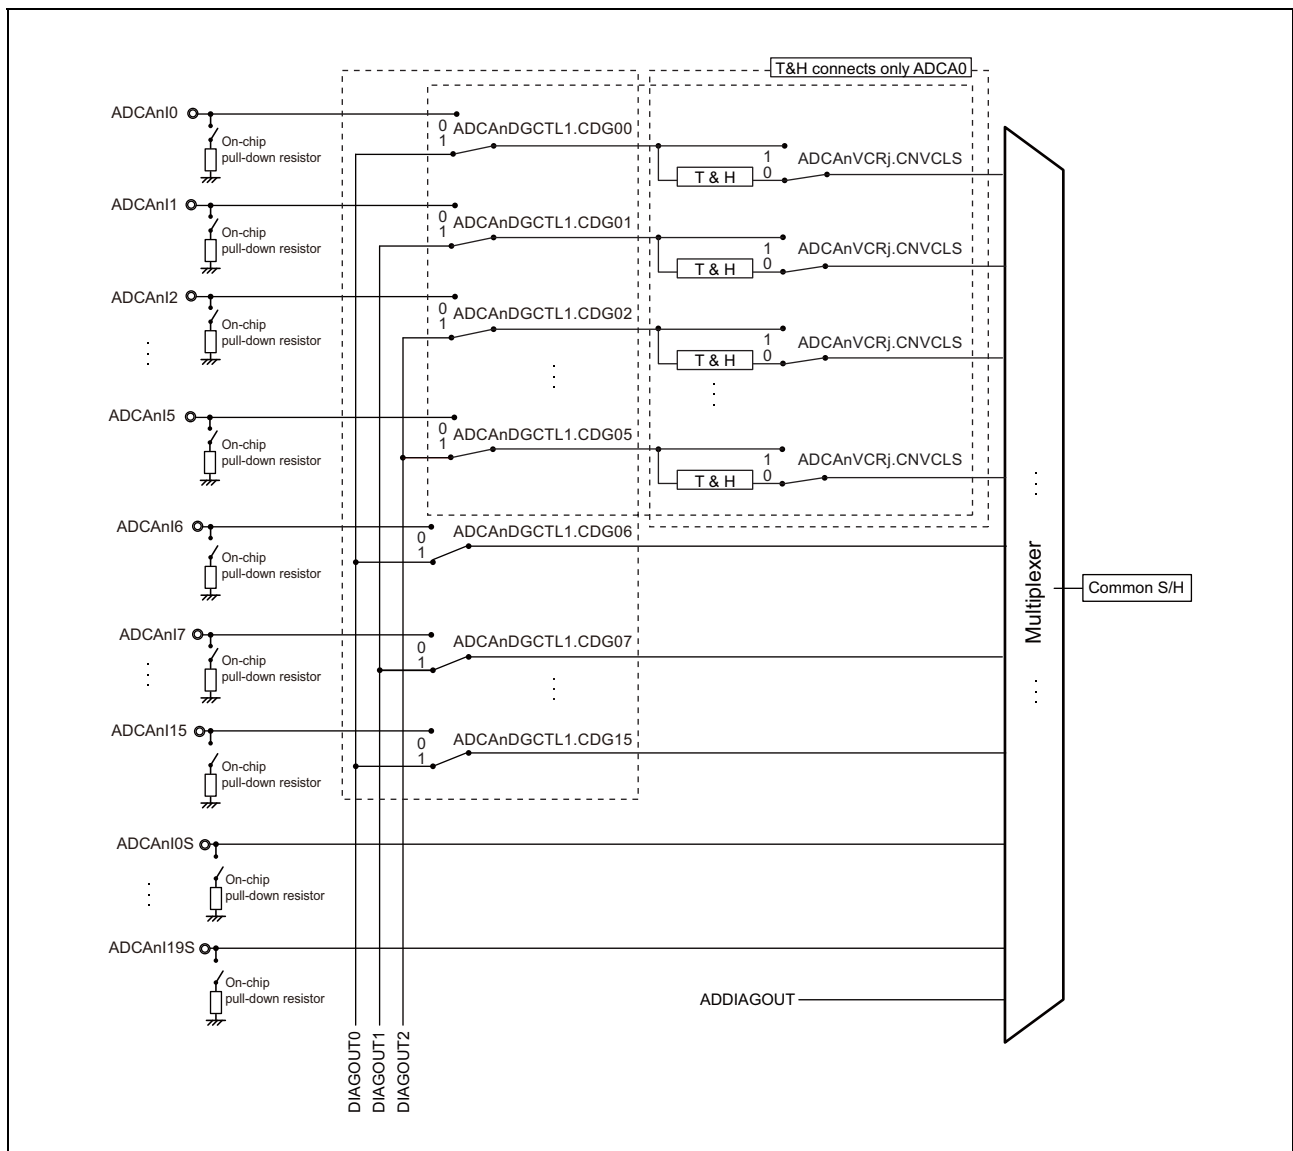 T&H connects only ADCA0
ADCAnI0
0
1
ADCAnDGCTL1.CDG00
On-chip
pull-down resistor
T & H
1
0
ADCAnVCRj.CNVCLS
ADCAnI1
0
1
ADCAnDGCTL1.CDG01
On-chip
pull-down resistor
T & H
1
0
ADCAnVCRj.CNVCLS
ADCAnI2
0
1
ADCAnDGCTL1.CDG02
On-chip
pull-down resistor
T & H
1
0
ADCAnVCRj.CNVCLS
ADCAnI5
0
1
ADCAnDGCTL1.CDG05
On-chip
pull-down resistor
T & H
1
0
ADCAnVCRj.CNVCLS
ADCAnI6
0
1
ADCAnDGCTL1.CDG06
On-chip
pull-down resistor
Multiplexer
Common S/H
ADCAnI7
0
1
ADCAnDGCTL1.CDG07
On-chip
pull-down resistor
ADCAnI15
0
1
ADCAnDGCTL1.CDG15
On-chip
pull-down resistor
ADCAnI0S
On-chip
pull-down resistor
ADCAnI19S
On-chip
pull-down resistor
ADDIAGOUT
DIAGOUT0
DIAGOUT1
DIAGOUT2